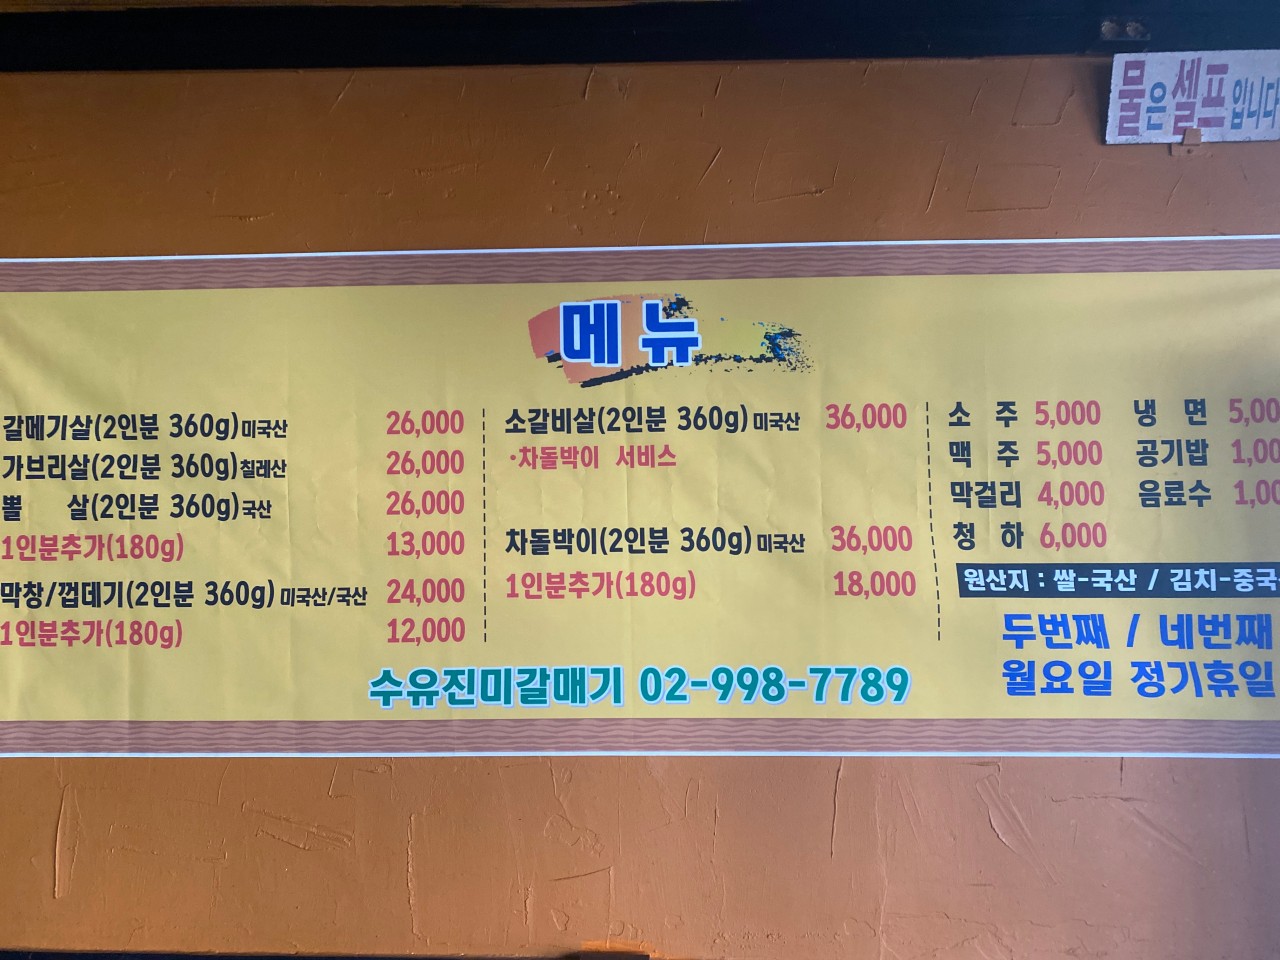 물은 셀프입니다
메뉴
갈메기살(2인분 360g)미국산 26,000
가브리살(2인분 360g)칠레산 26,000
뽈 살(2인분 360g)국산 26,000
1인분추가(180g) 13,000
막창/껍데기(2인분 360g) 미국산/국산 24,000
1인분추가(180g) 12,000
소갈비살(2인분 360g) 미국산 36,000
·차돌박이 서비스
차돌박이(2인분 360g) 미국산 36,000
1인분추가(180g) 18,000
소 주 5,000 냉 면 5,00
맥 주 5,000 공기밥 1,00
막걸리 4,000 음료수 1,00
청 하 6,000
원산지 : 쌀-국산 / 김치-중국
두번째 / 네번째
월요일 정기휴일
수유진미갈매기 02-998-7789